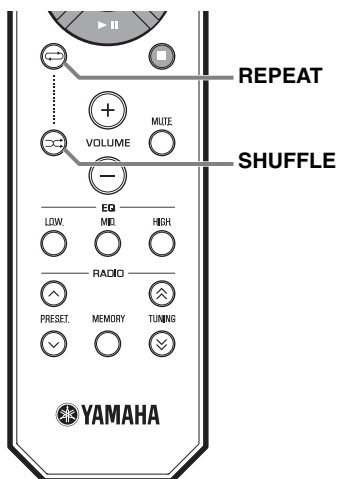 REPEAT
MUTE
VOLUME
SHUFFLE
EQ
LOW MID HIGH
RADIO
PRESET MEMORY TUNING
YAMAHA